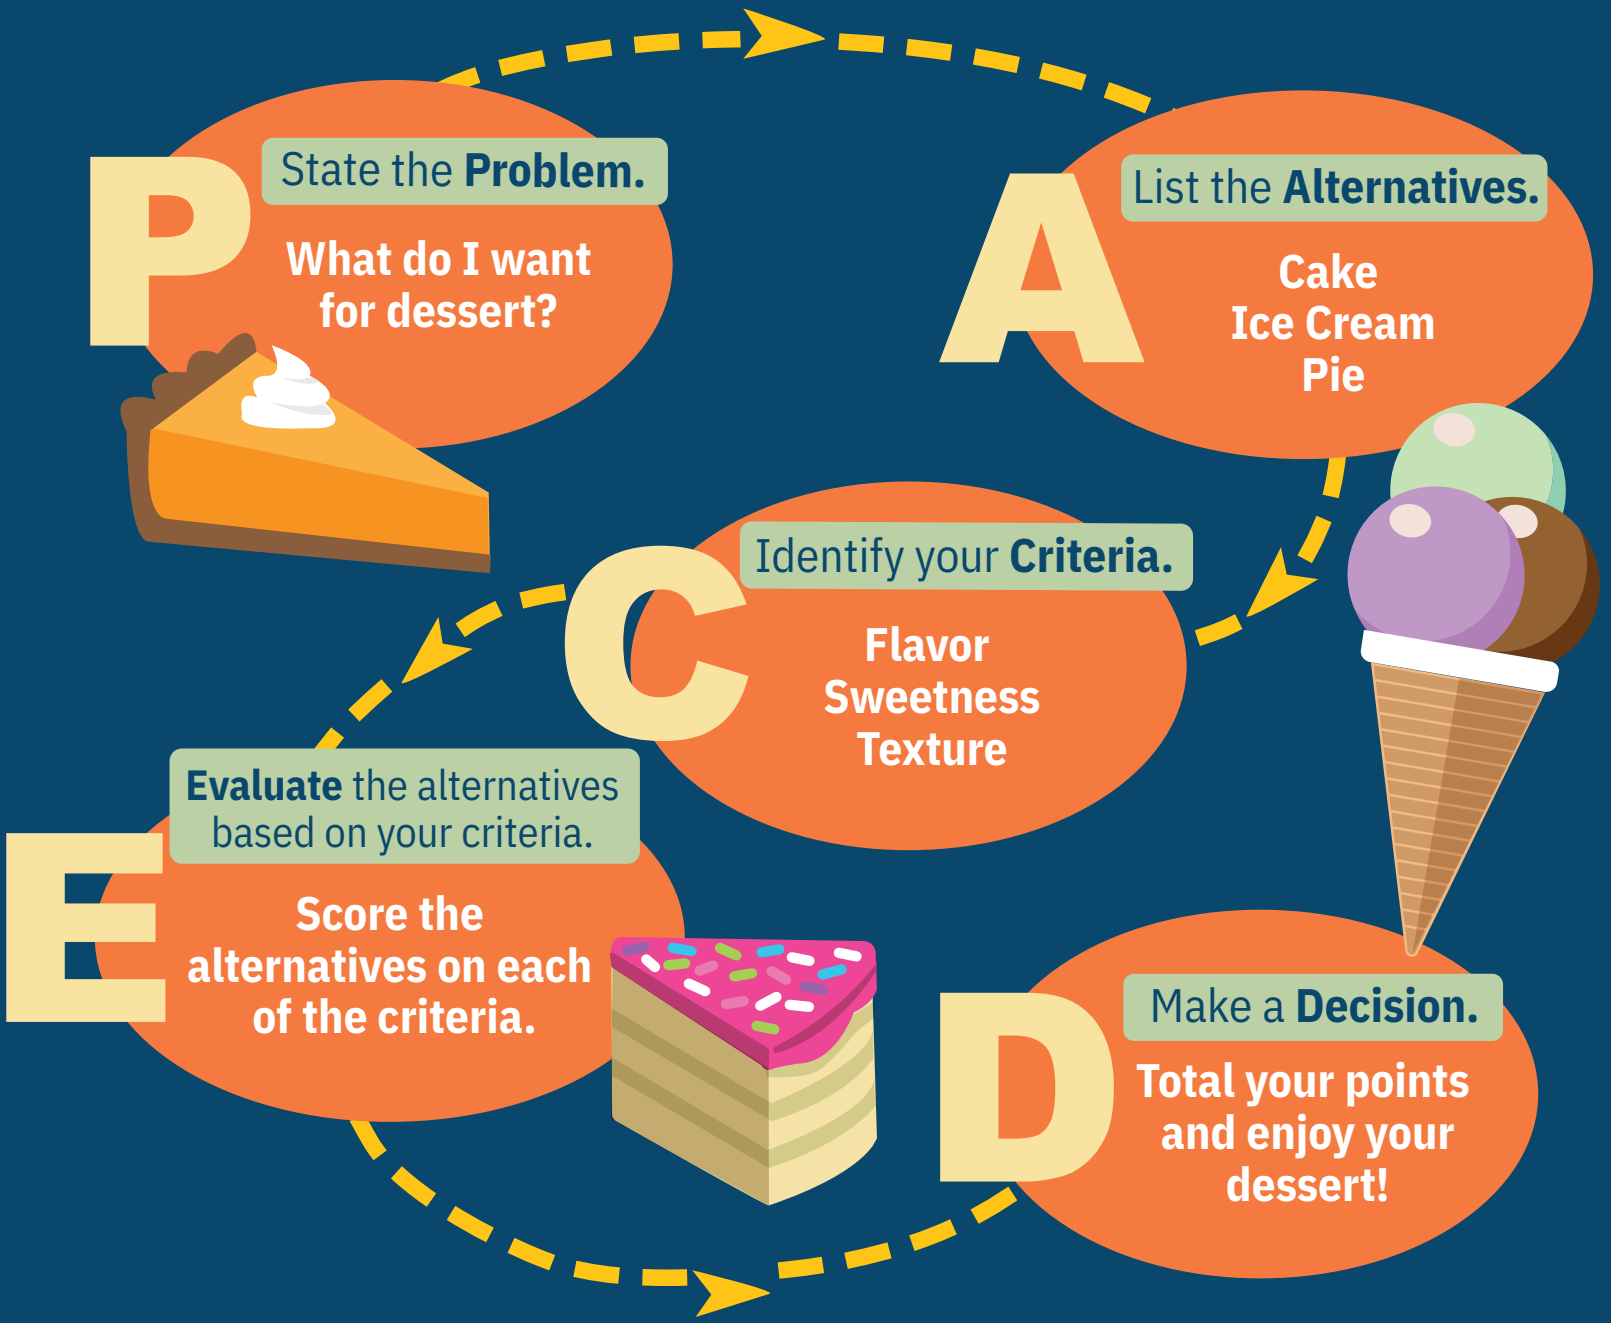 P
State the Problem.
What do I want
for dessert?
A
List the Alternatives.
Cake
Ice Cream
Pie
C
Identify your Criteria.
Flavor
Sweetness
Texture
E
Evaluate the alternatives
based on your criteria.
Score the
alternatives on each
of the criteria.
D
Make a Decision.
Total your points
and enjoy your
dessert!